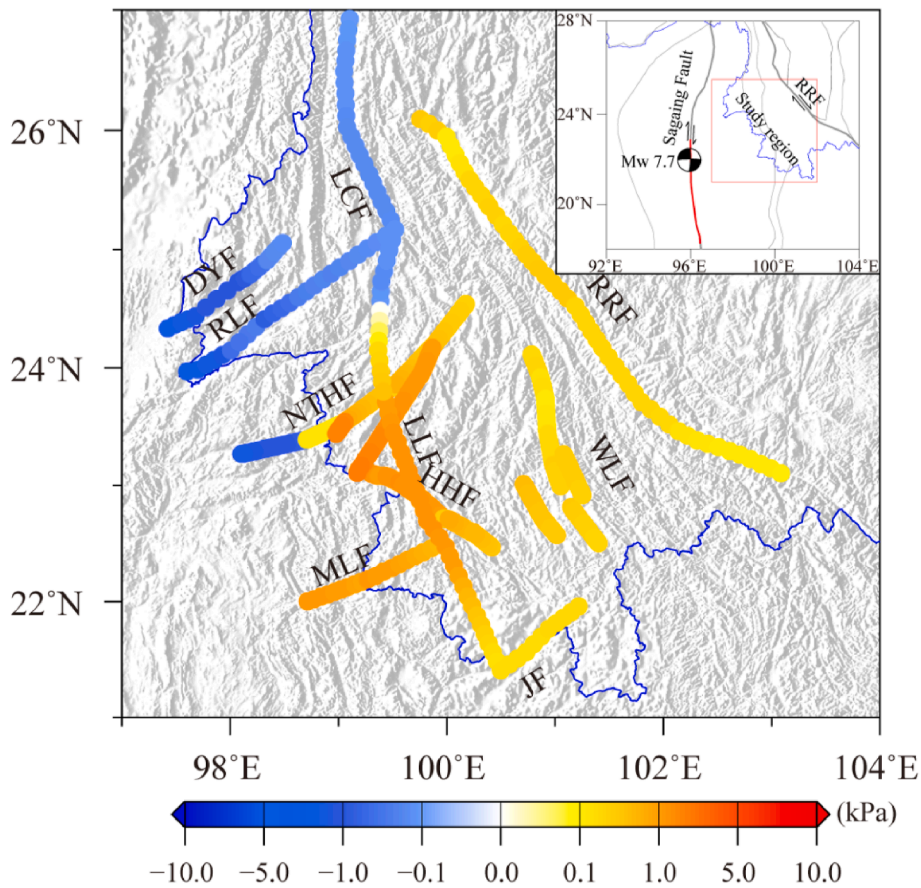 28°N
24°N
20°N
92°E
96°E
100°E
104°E
Sagaing Fault
RRF
Study region
Mw 7.7
26°N
24°N
22°N
LCF
DYF
RLF
RRF
NTHF
LLF
HHF
WLF
MLF
JF
98°E
100°E
102°E
104°E
(kPa)
−10.0
−5.0
−1.0
−0.1
0.0
0.1
1.0
5.0
10.0